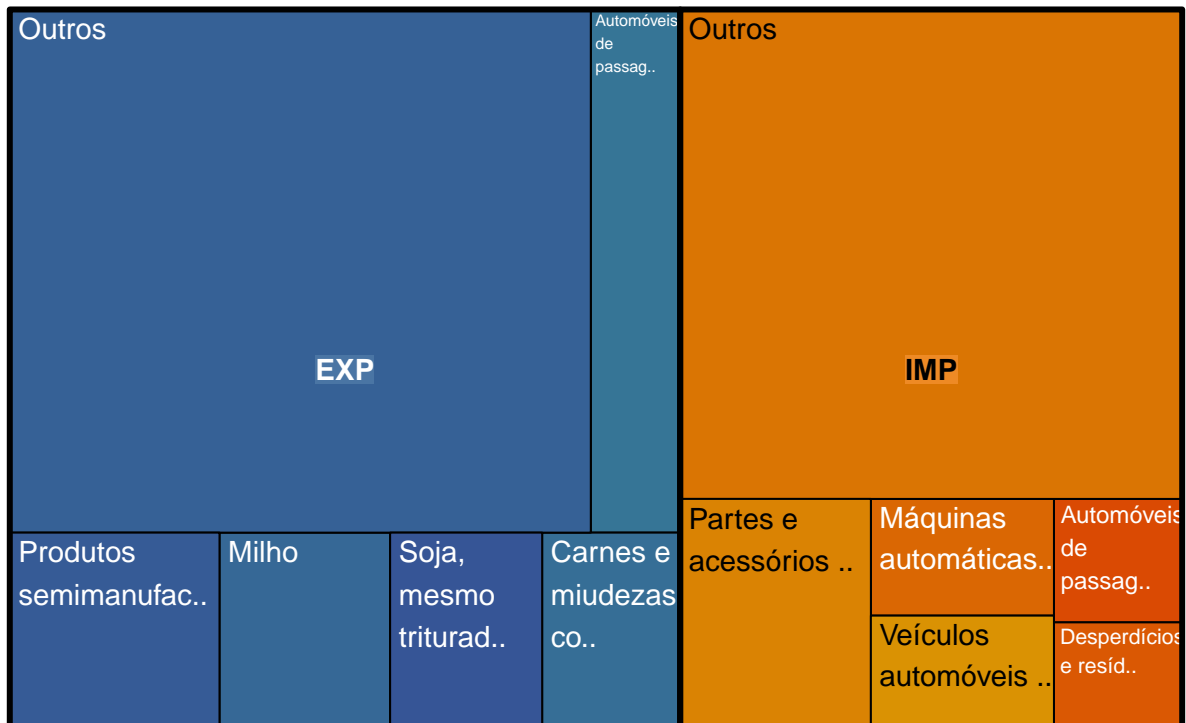 Outros
Automóveis
de
passag..
EXP
Produtos
semimanufac..
Milho
Soja,
mesmo
triturad..
Carnes e
miudezas
co..
Outros
IMP
Partes e
acessórios ..
Máquinas
automáticas..
Veículos
automóveis ..
Automóveis
de
passag..
Desperdícios
e resíd..